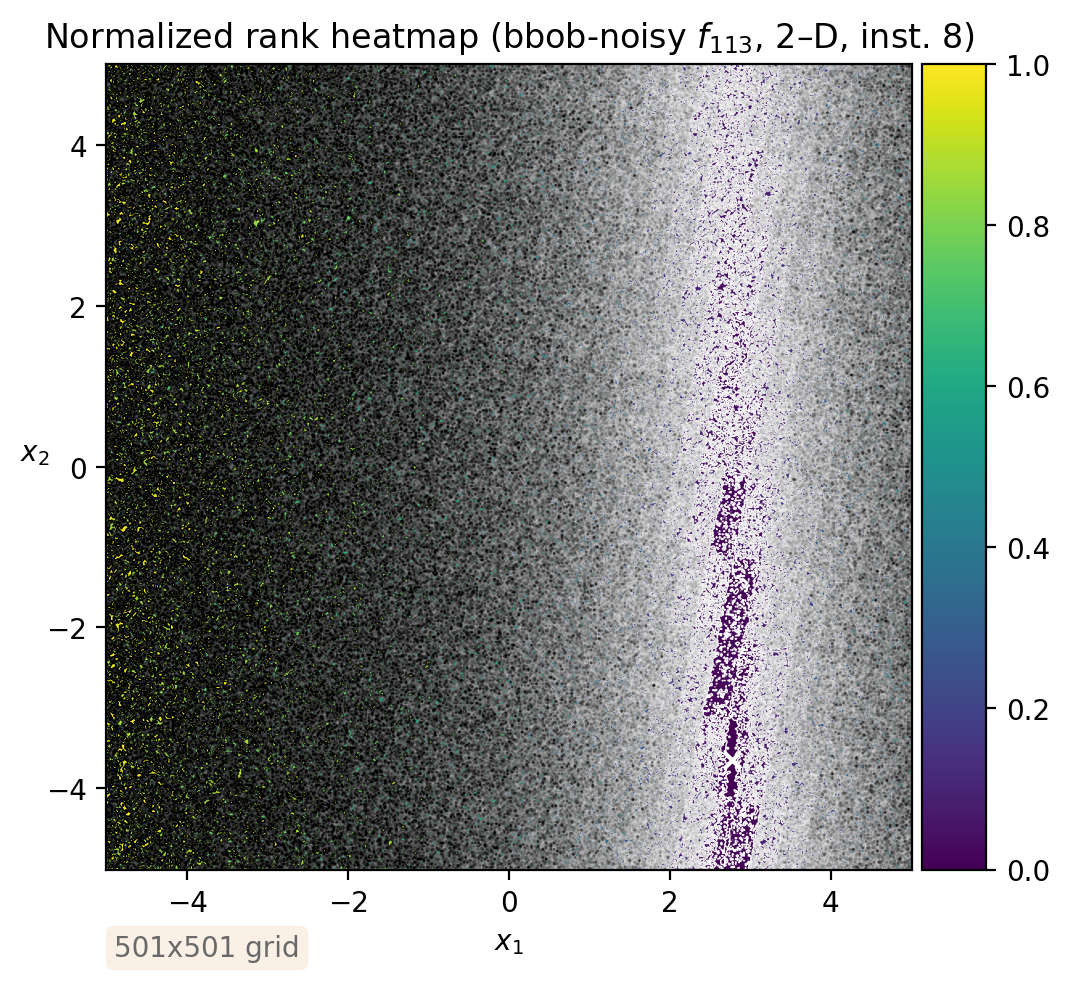 Normalized rank heatmap (bbob-noisy f₁₁₃, 2–D, inst. 8)
1.0
0.8
0.6
0.4
0.2
0.0
4
2
x₂ 0
−2
−4
−4 −2 0 2 4
501x501 grid x₁